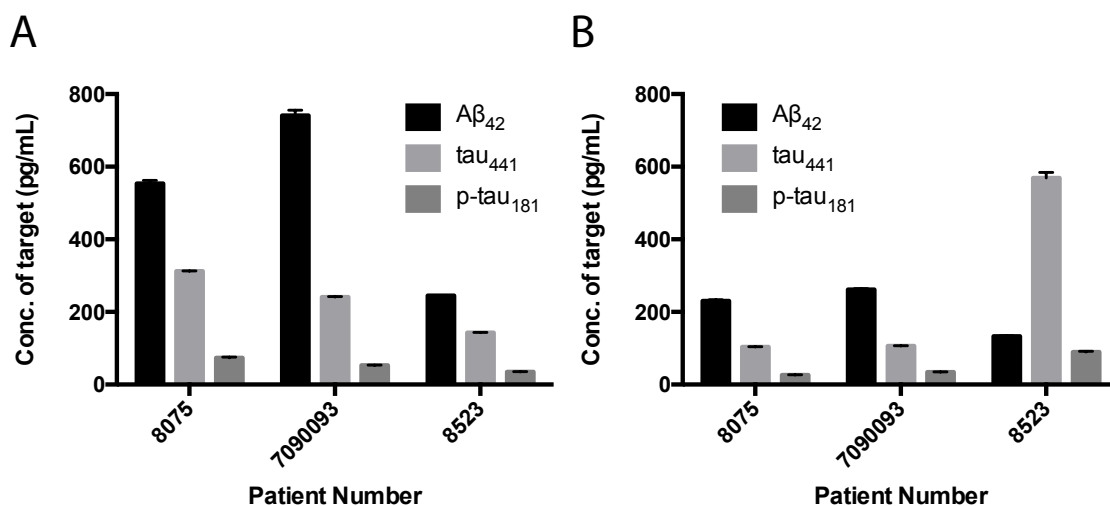 A
Conc. of target (pg/mL)
800
600
400
200
0
Aβ42
tau441
p-tau181
8075
7090093
8523
Patient Number
B
Conc. of target (pg/mL)
800
600
400
200
0
Aβ42
tau441
p-tau181
8075
7090093
8523
Patient Number